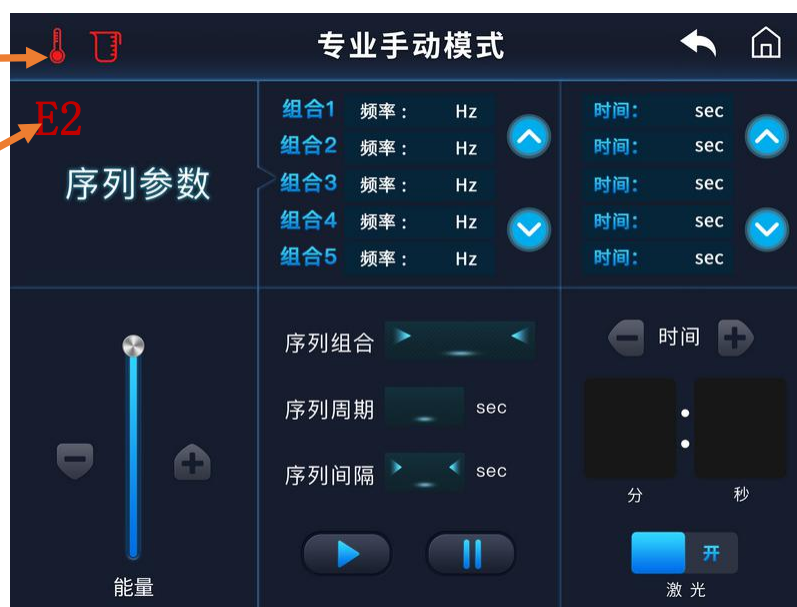 专业手动模式
E2
序列参数
组合1 频率： Hz
组合2 频率： Hz
组合3 频率： Hz
组合4 频率： Hz
组合5 频率： Hz
时间： sec
时间： sec
时间： sec
时间： sec
时间： sec
能量
序列组合
序列周期 sec
序列间隔 sec
时间
分 秒
开
激光